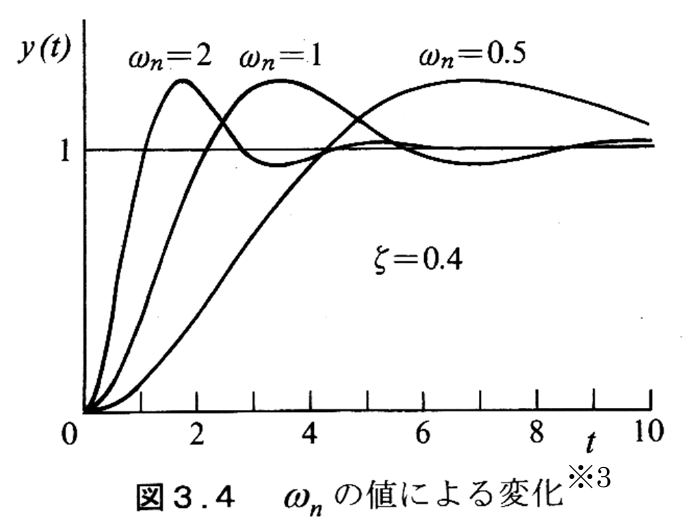 y(t)
ωn=2 ωn=1 ωn=0.5
1
ζ=0.4
0 2 4 6 8 t 10
図3.4 ωn の値による変化※3